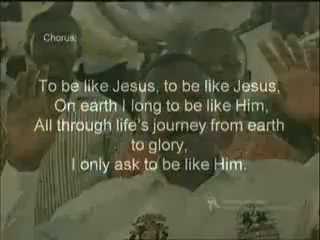 Chorus:
To be like Jesus, to be like Jesus,
On earth I long to be like Him,
All through life's journey from earth
to glory,
I only ask to be like Him.